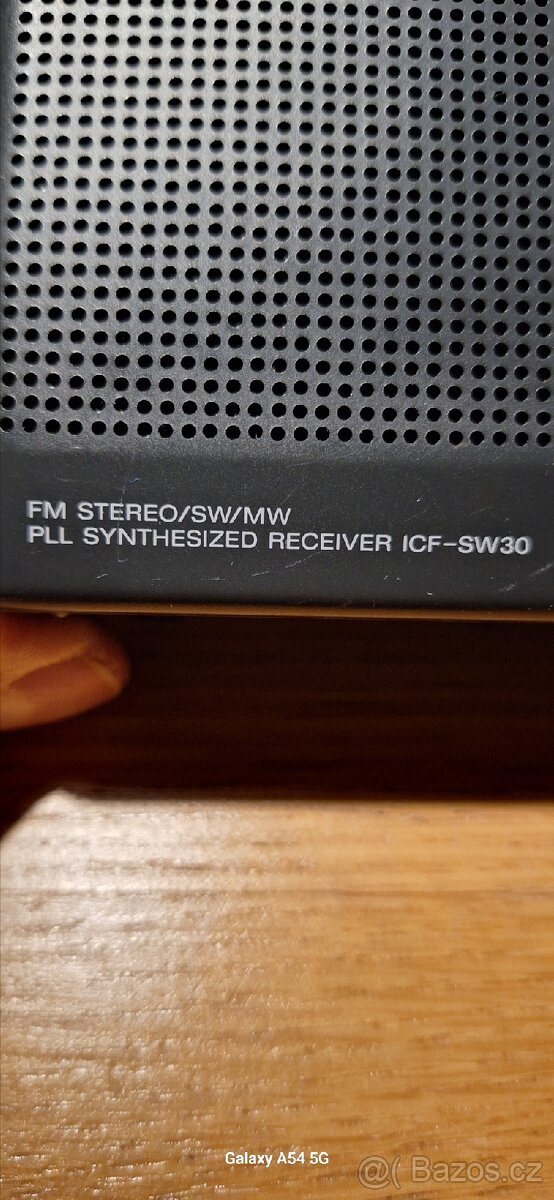 FM STEREO/SW/MW
PLL SYNTHESIZED RECEIVER ICF-SW30
Galaxy A54 5G
@( Bazos.cz